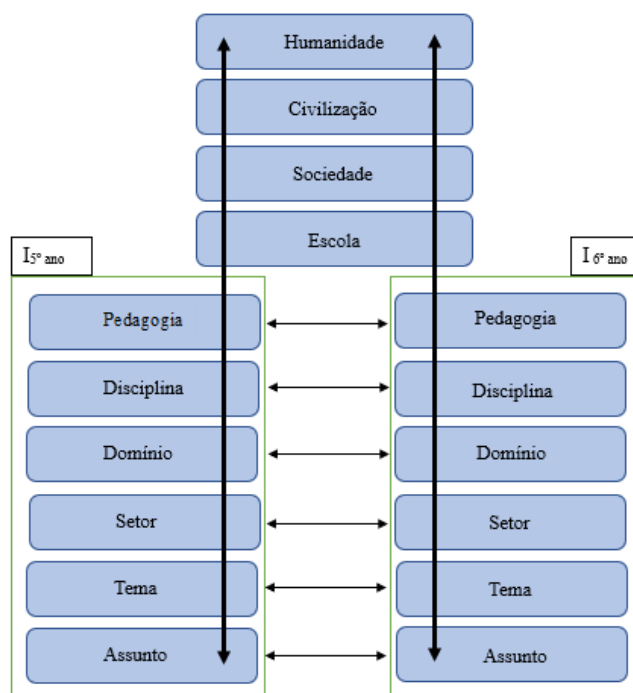 Humanidade
Civilização
Sociedade
Escola
I5º ano
I 6º ano
Pedagogia
Pedagogia
Disciplina
Disciplina
Domínio
Domínio
Setor
Setor
Tema
Tema
Assunto
Assunto